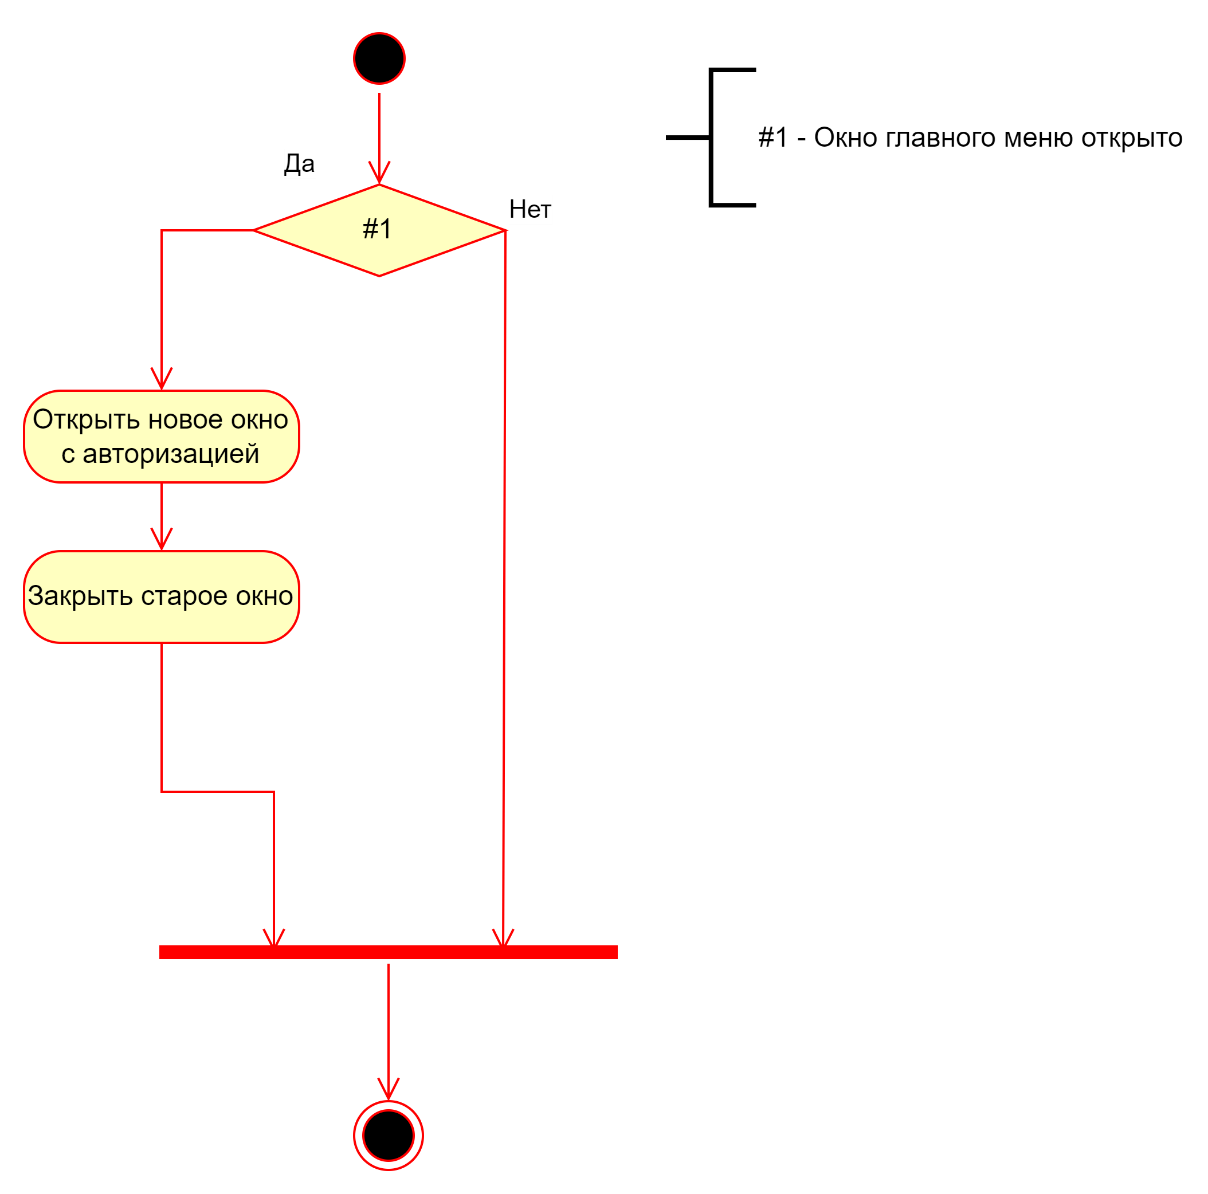 #1 - Окно главного меню открыто
Да
Нет
#1
Открыть новое окно
с авторизацией
Закрыть старое окно